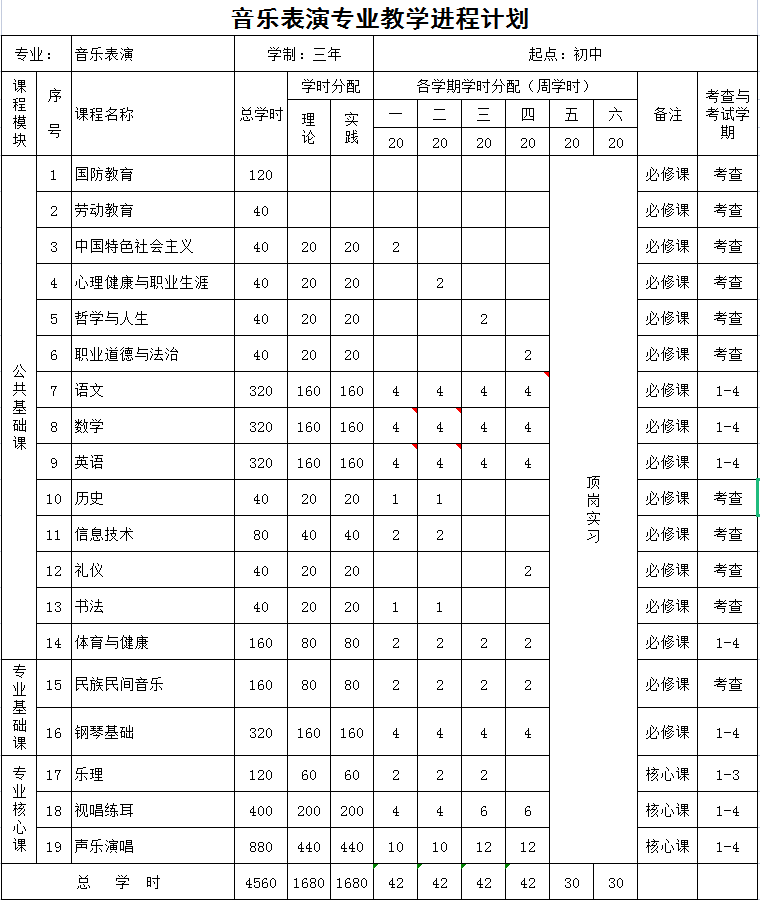 音乐表演专业教学进程计划
专业： 音乐表演 学制：三年 起点：初中
课程模块 序号 课程名称 总学时 学时分配 各学期学时分配（周学时） 备注 考查与考试学期
理论 实践 一 二 三 四 五 六
20 20 20 20 20 20
公共基础课
1 国防教育 120 必修课 考查
2 劳动教育 40 必修课 考查
3 中国特色社会主义 40 20 20 2 必修课 考查
4 心理健康与职业生涯 40 20 20 2 必修课 考查
5 哲学与人生 40 20 20 2 必修课 考查
6 职业道德与法治 40 20 20 2 必修课 考查
7 语文 320 160 160 4 4 4 4 必修课 1-4
8 数学 320 160 160 4 4 4 4 必修课 1-4
9 英语 320 160 160 4 4 4 4 必修课 1-4
10 历史 40 20 20 1 1 必修课 考查
11 信息技术 80 40 40 2 2 必修课 考查
12 礼仪 40 20 20 2 必修课 考查
13 书法 40 20 20 1 1 必修课 考查
14 体育与健康 160 80 80 2 2 2 2 必修课 1-4
顶岗实习
专业基础课
15 民族民间音乐 160 80 80 2 2 2 2 必修课 考查
16 钢琴基础 320 160 160 4 4 4 4 必修课 1-4
专业核心课
17 乐理 120 60 60 2 2 2 核心课 1-3
18 视唱练耳 400 200 200 4 4 6 6 核心课 1-4
19 声乐演唱 880 440 440 10 10 12 12 核心课 1-4
总 学 时 4560 1680 1680 42 42 42 42 30 30